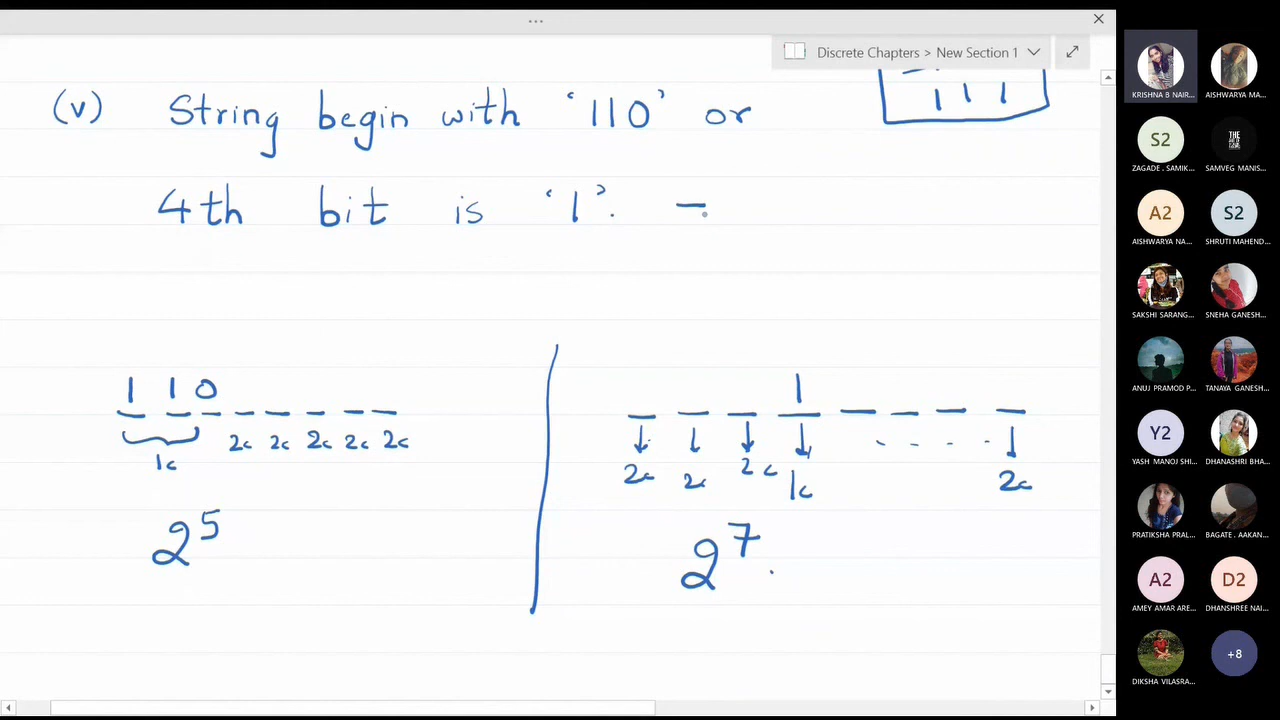 Discrete Chapters > New Section 1
1 1 1
(v) String begin with '110' or
4th bit is '1'. –
1 1 0
1
2c 2c 2c 2c 2c
1c
2c 2c 2c 1c 2c
2^5
2^7.
KRISHNA B NAIR...
AISHWARYA MA...
S2
THE
ZAGADE . SAMIK...
SAMVEG MANIS...
A2
S2
AISHWARYA NA...
SHRUTI MAHEND...
SAKSHI SARANG...
SNEHA GANESH...
ANUJ PRAMOD P...
TANAYA GANESH...
Y2
YASH MANOJ SHI...
DHANASHRI BHA...
PRATIKSHA PRAL...
BAGATE . AAKAN...
A2
D2
AMEY AMAR ARE...
DHANSHREE NAI...
+8
DIKSHA VILASRA...